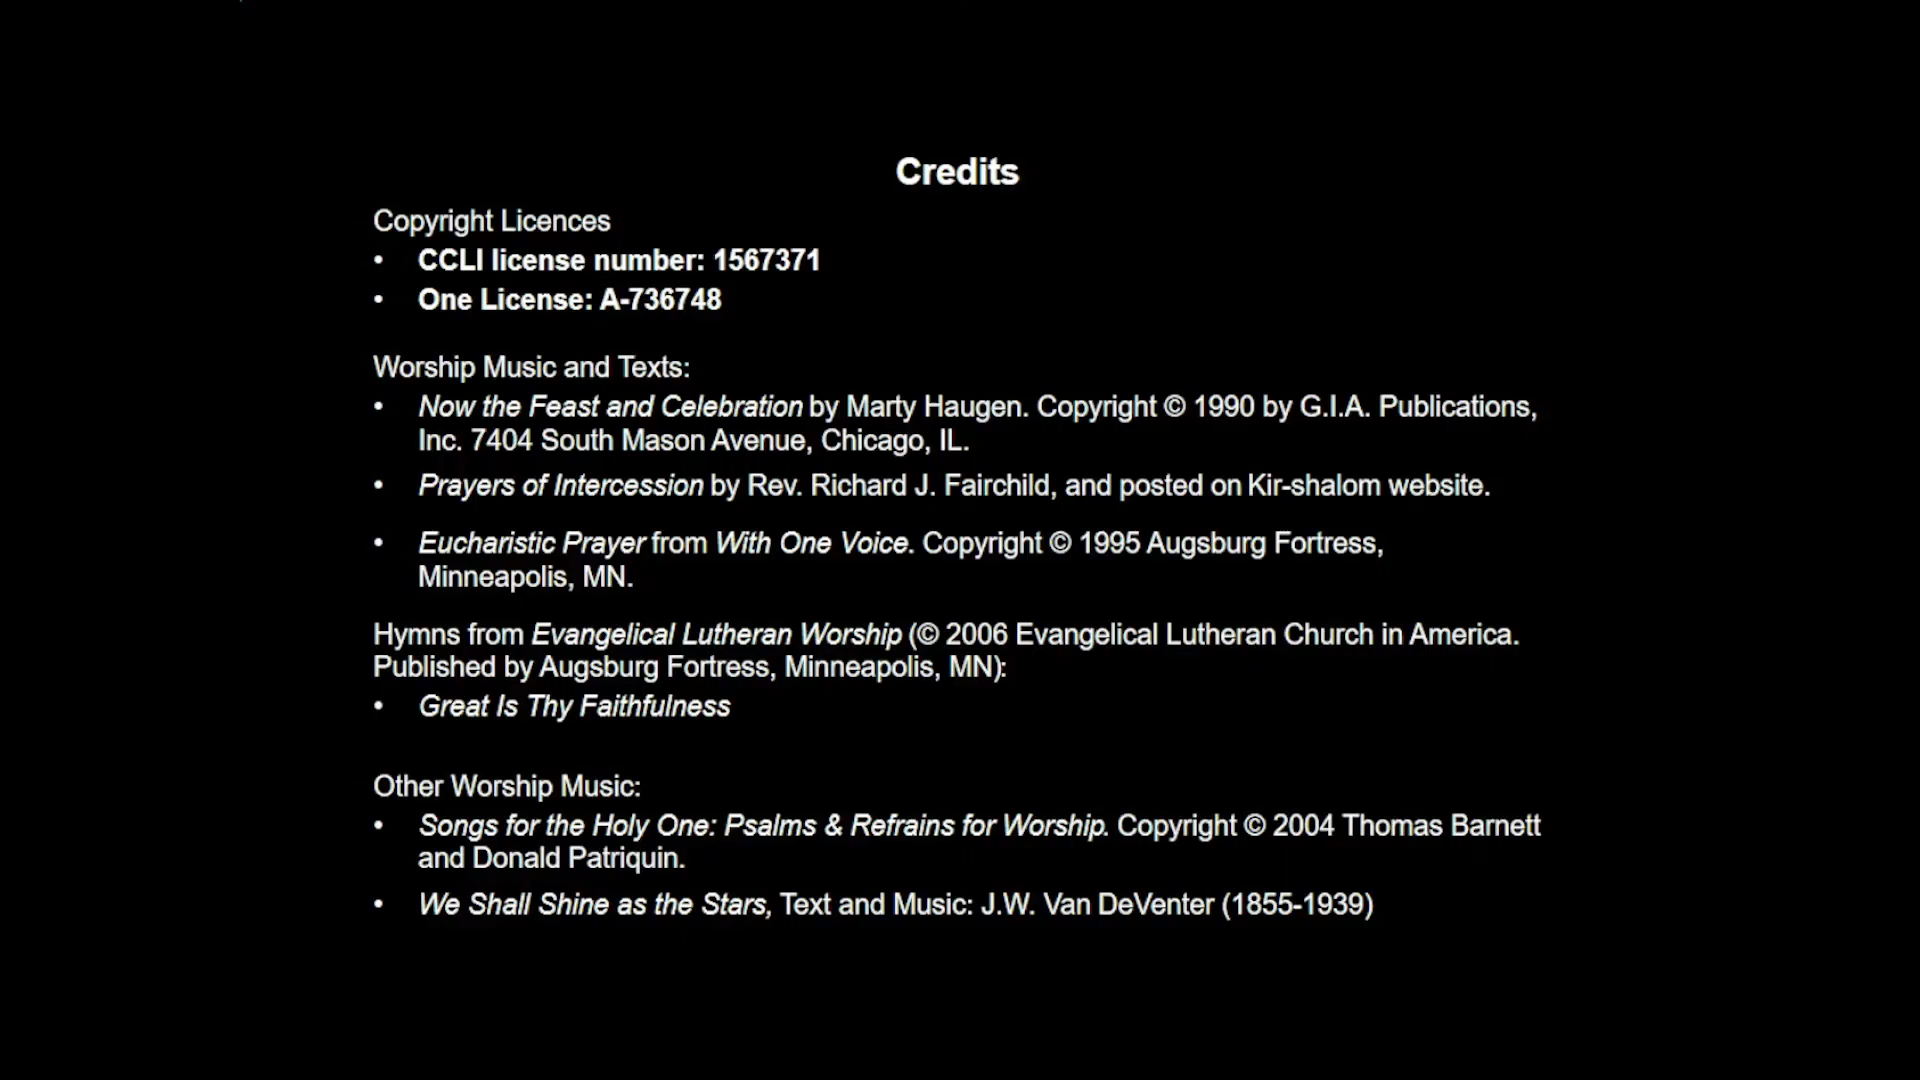 Credits
Copyright Licences
• CCLI license number: 1567371
• One License: A-736748
Worship Music and Texts:
• Now the Feast and Celebration by Marty Haugen. Copyright © 1990 by G.I.A. Publications,
Inc. 7404 South Mason Avenue, Chicago, IL.
• Prayers of Intercession by Rev. Richard J. Fairchild, and posted on Kir-shalom website.
• Eucharistic Prayer from With One Voice. Copyright © 1995 Augsburg Fortress,
Minneapolis, MN.
Hymns from Evangelical Lutheran Worship (© 2006 Evangelical Lutheran Church in America.
Published by Augsburg Fortress, Minneapolis, MN):
• Great Is Thy Faithfulness
Other Worship Music:
• Songs for the Holy One: Psalms & Refrains for Worship. Copyright © 2004 Thomas Barnett
and Donald Patriquin.
• We Shall Shine as the Stars, Text and Music: J.W. Van DeVenter (1855-1939)